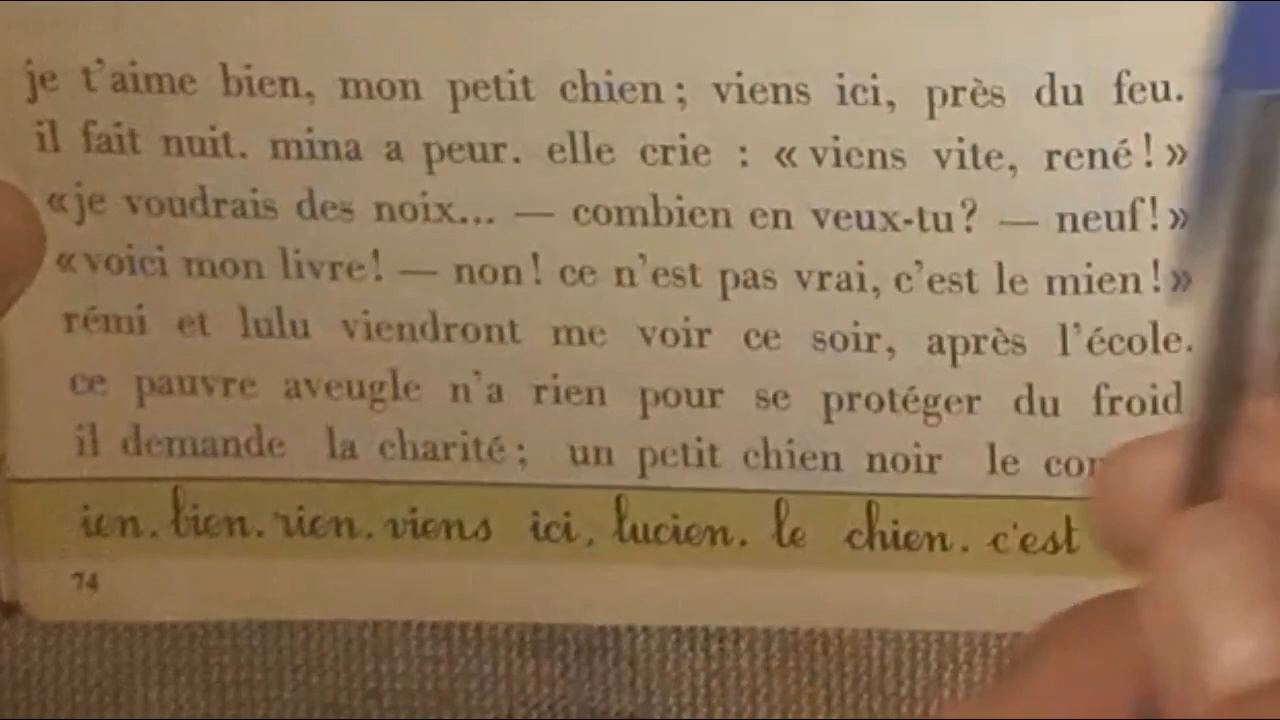 je t'aime bien, mon petit chien ; viens ici, près du feu.
il fait nuit. mina a peur. elle crie : « viens vite, rené ! »
« je voudrais des noix... — combien en veux-tu ? — neuf ! »
« voici mon livre ! — non ! ce n'est pas vrai, c'est le mien ! »
rémi et lulu viendront me voir ce soir, après l'école.
ce pauvre aveugle n'a rien pour se protéger du froid
il demande la charité ; un petit chien noir le
ien. bien. rien. viens ici, lucien. le chien. c'est
74